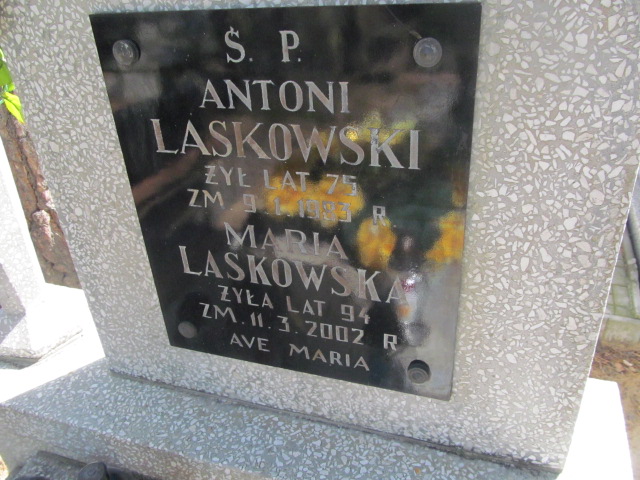 Ś. P.
ANTONI
LASKOWSKI
ŻYŁ LAT 75
ZM 9.1.1983 R.
MARIA
LASKOWSKA
ŻYŁA LAT 94
ZM. 11.3.2002 R
AVE MARIA